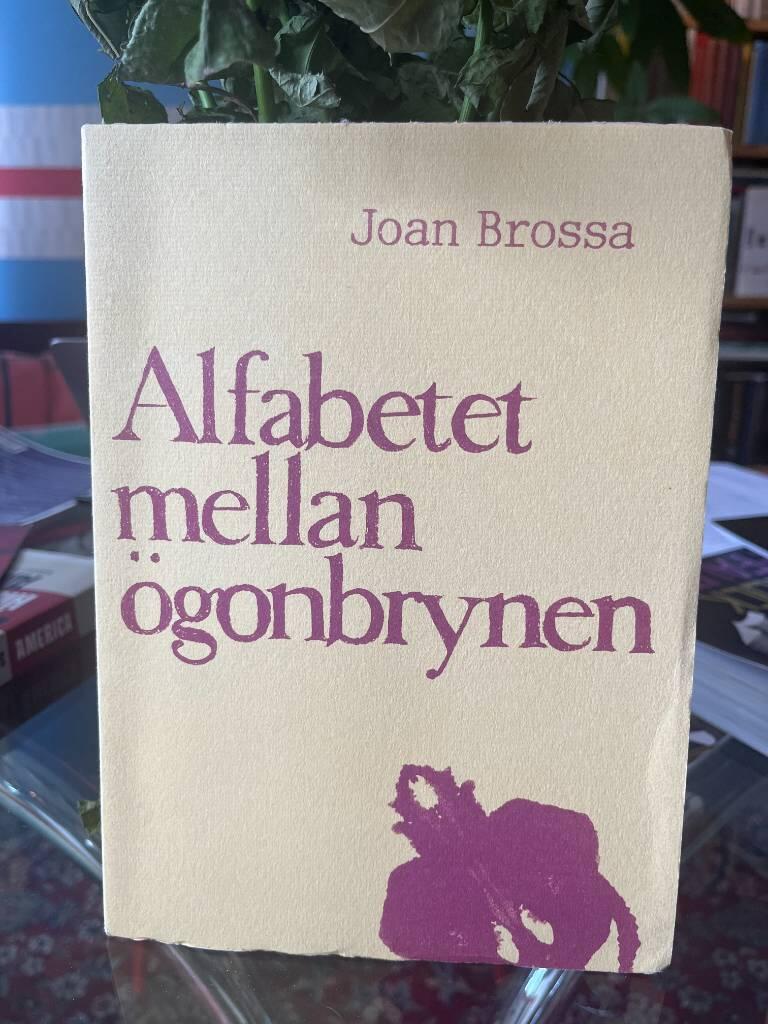 Joan Brossa
Alfabetet
mellan
ögonbrynen
AMERICA